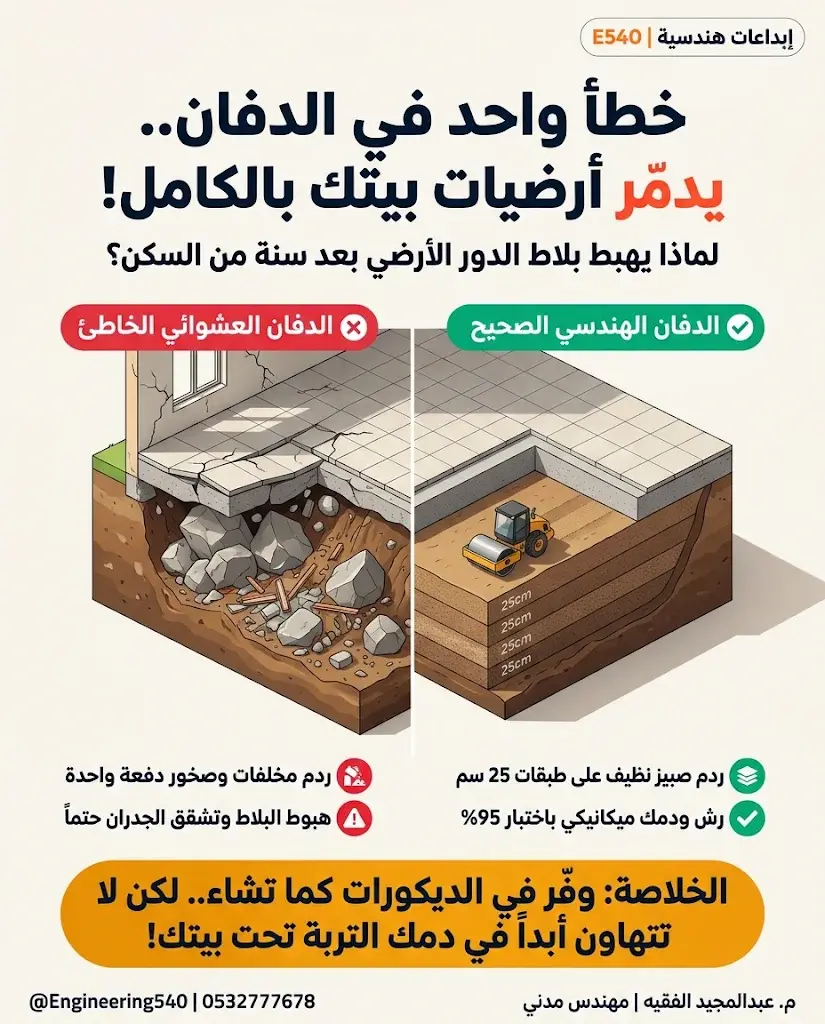 إبداعات هندسية | E540
خطأ واحد في الدفان..
يدمّر أرضيات بيتك بالكامل!
لماذا يهبط بلاط الدور الأرضي بعد سنة من السكن؟
الدفان الهندسي الصحيح
الدفان العشوائي الخاطئ
25cm
25cm
25cm
25cm
ردم صبيز نظيف على طبقات 25 سم
رش ودمك ميكانيكي باختبار 95%
ردم مخلفات وصخور دفعة واحدة
هبوط البلاط وتشقق الجدران حتماً
الخلاصة: وفّر في الديكورات كما تشاء.. لكن لا
تتهاون أبداً في دمك التربة تحت بيتك!
م. عبدالمجيد الفقيه | مهندس مدني
@Engineering540 | 0532777678